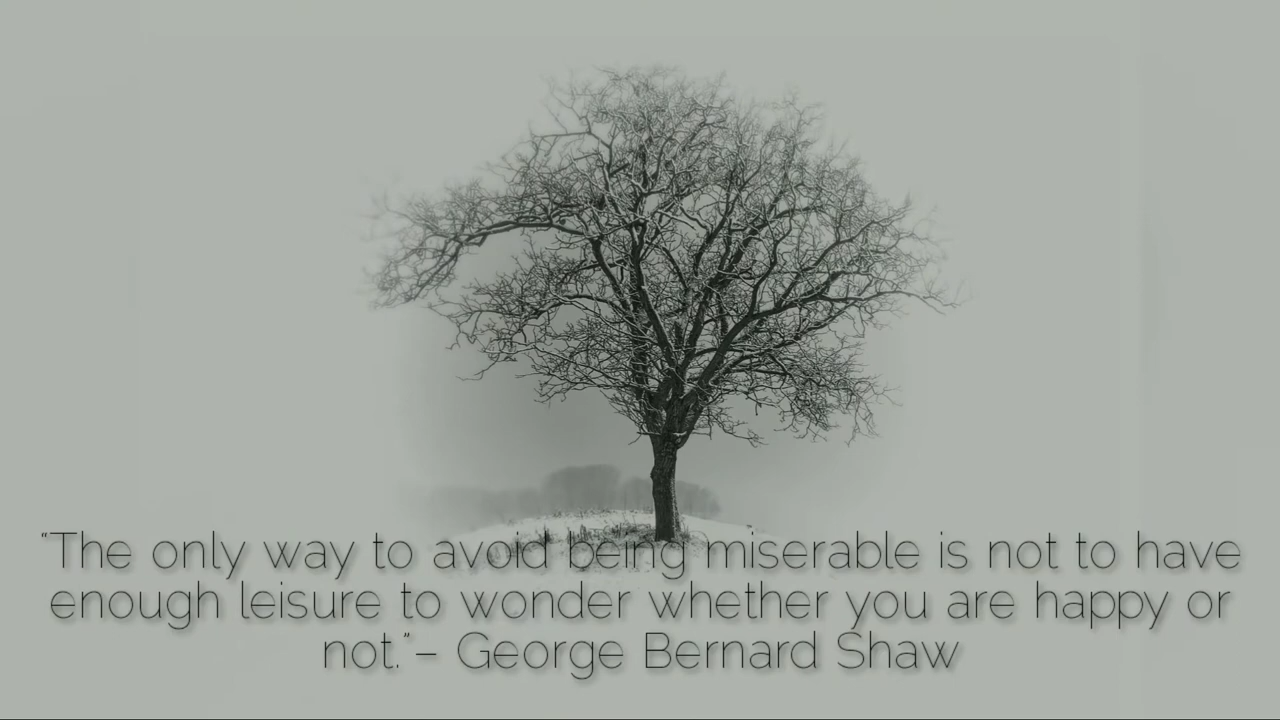 "The only way to avoid being miserable is not to have
enough leisure to wonder whether you are happy or
not."– George Bernard Shaw